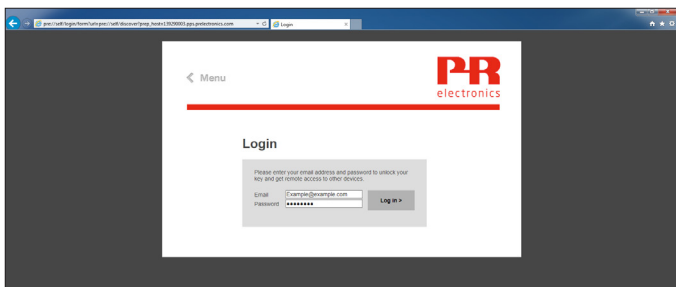 Login
< Menu
PR
electronics
Login
Please enter your email address and password to unlock your
key and get remote access to other devices.
Email Example@example.com
Password ●●●●●●●●
Log in >